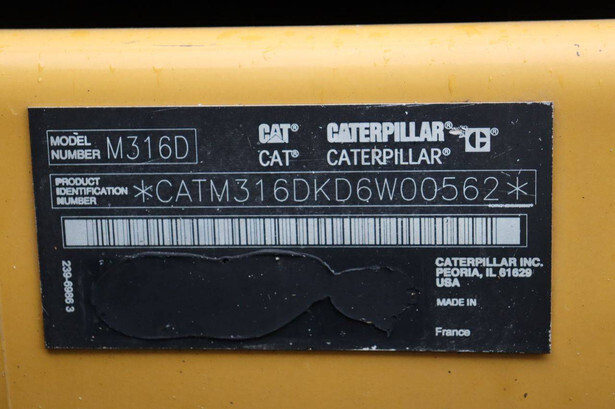 MODEL NUMBER M316D
CAT® CATERPILLAR®
CAT® CATERPILLAR®
PRODUCT IDENTIFICATION NUMBER *CATM316DKD6W00562*
239-6986 3
CATERPILLAR INC.
PEORIA, IL 61629
USA
MADE IN
France